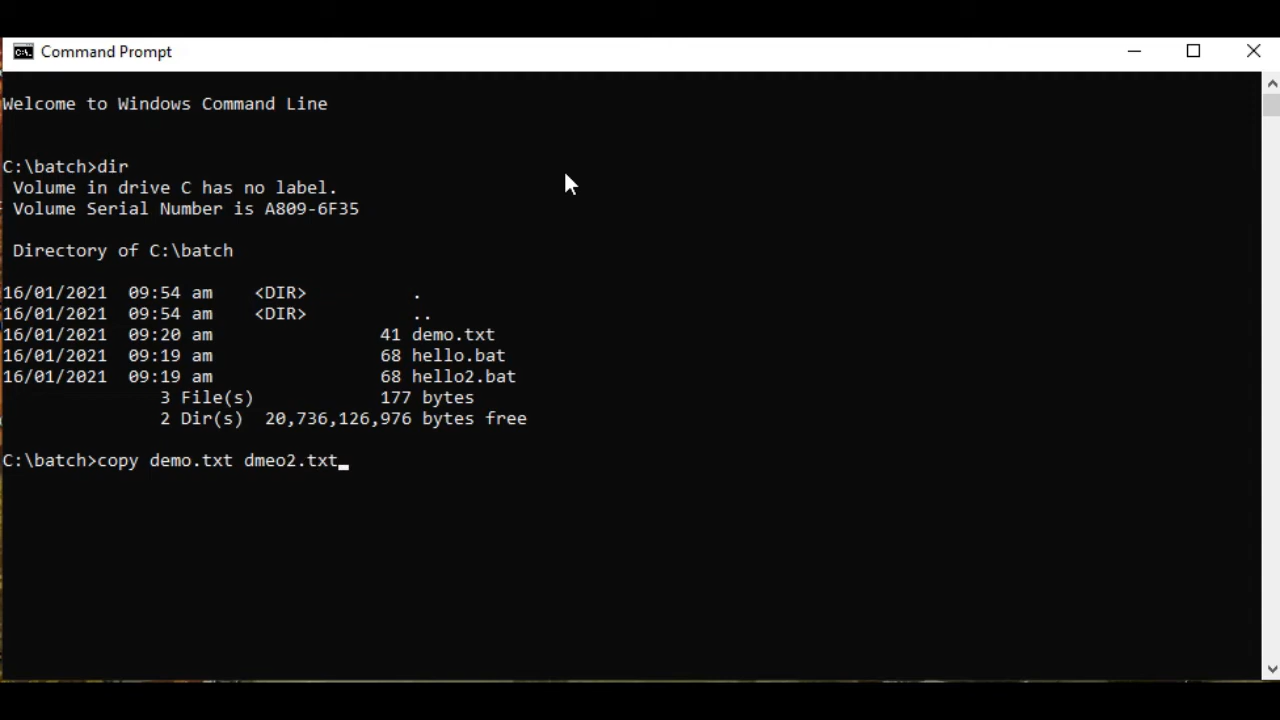 Command Prompt
Welcome to Windows Command Line
C:\batch>dir
Volume in drive C has no label.
Volume Serial Number is A809-6F35
Directory of C:\batch
16/01/2021  09:54 am    <DIR>          .
16/01/2021  09:54 am    <DIR>          ..
16/01/2021  09:20 am                41 demo.txt
16/01/2021  09:19 am                68 hello.bat
16/01/2021  09:19 am                68 hello2.bat
3 File(s)            177 bytes
2 Dir(s)  20,736,126,976 bytes free
C:\batch>copy demo.txt dmeo2.txt